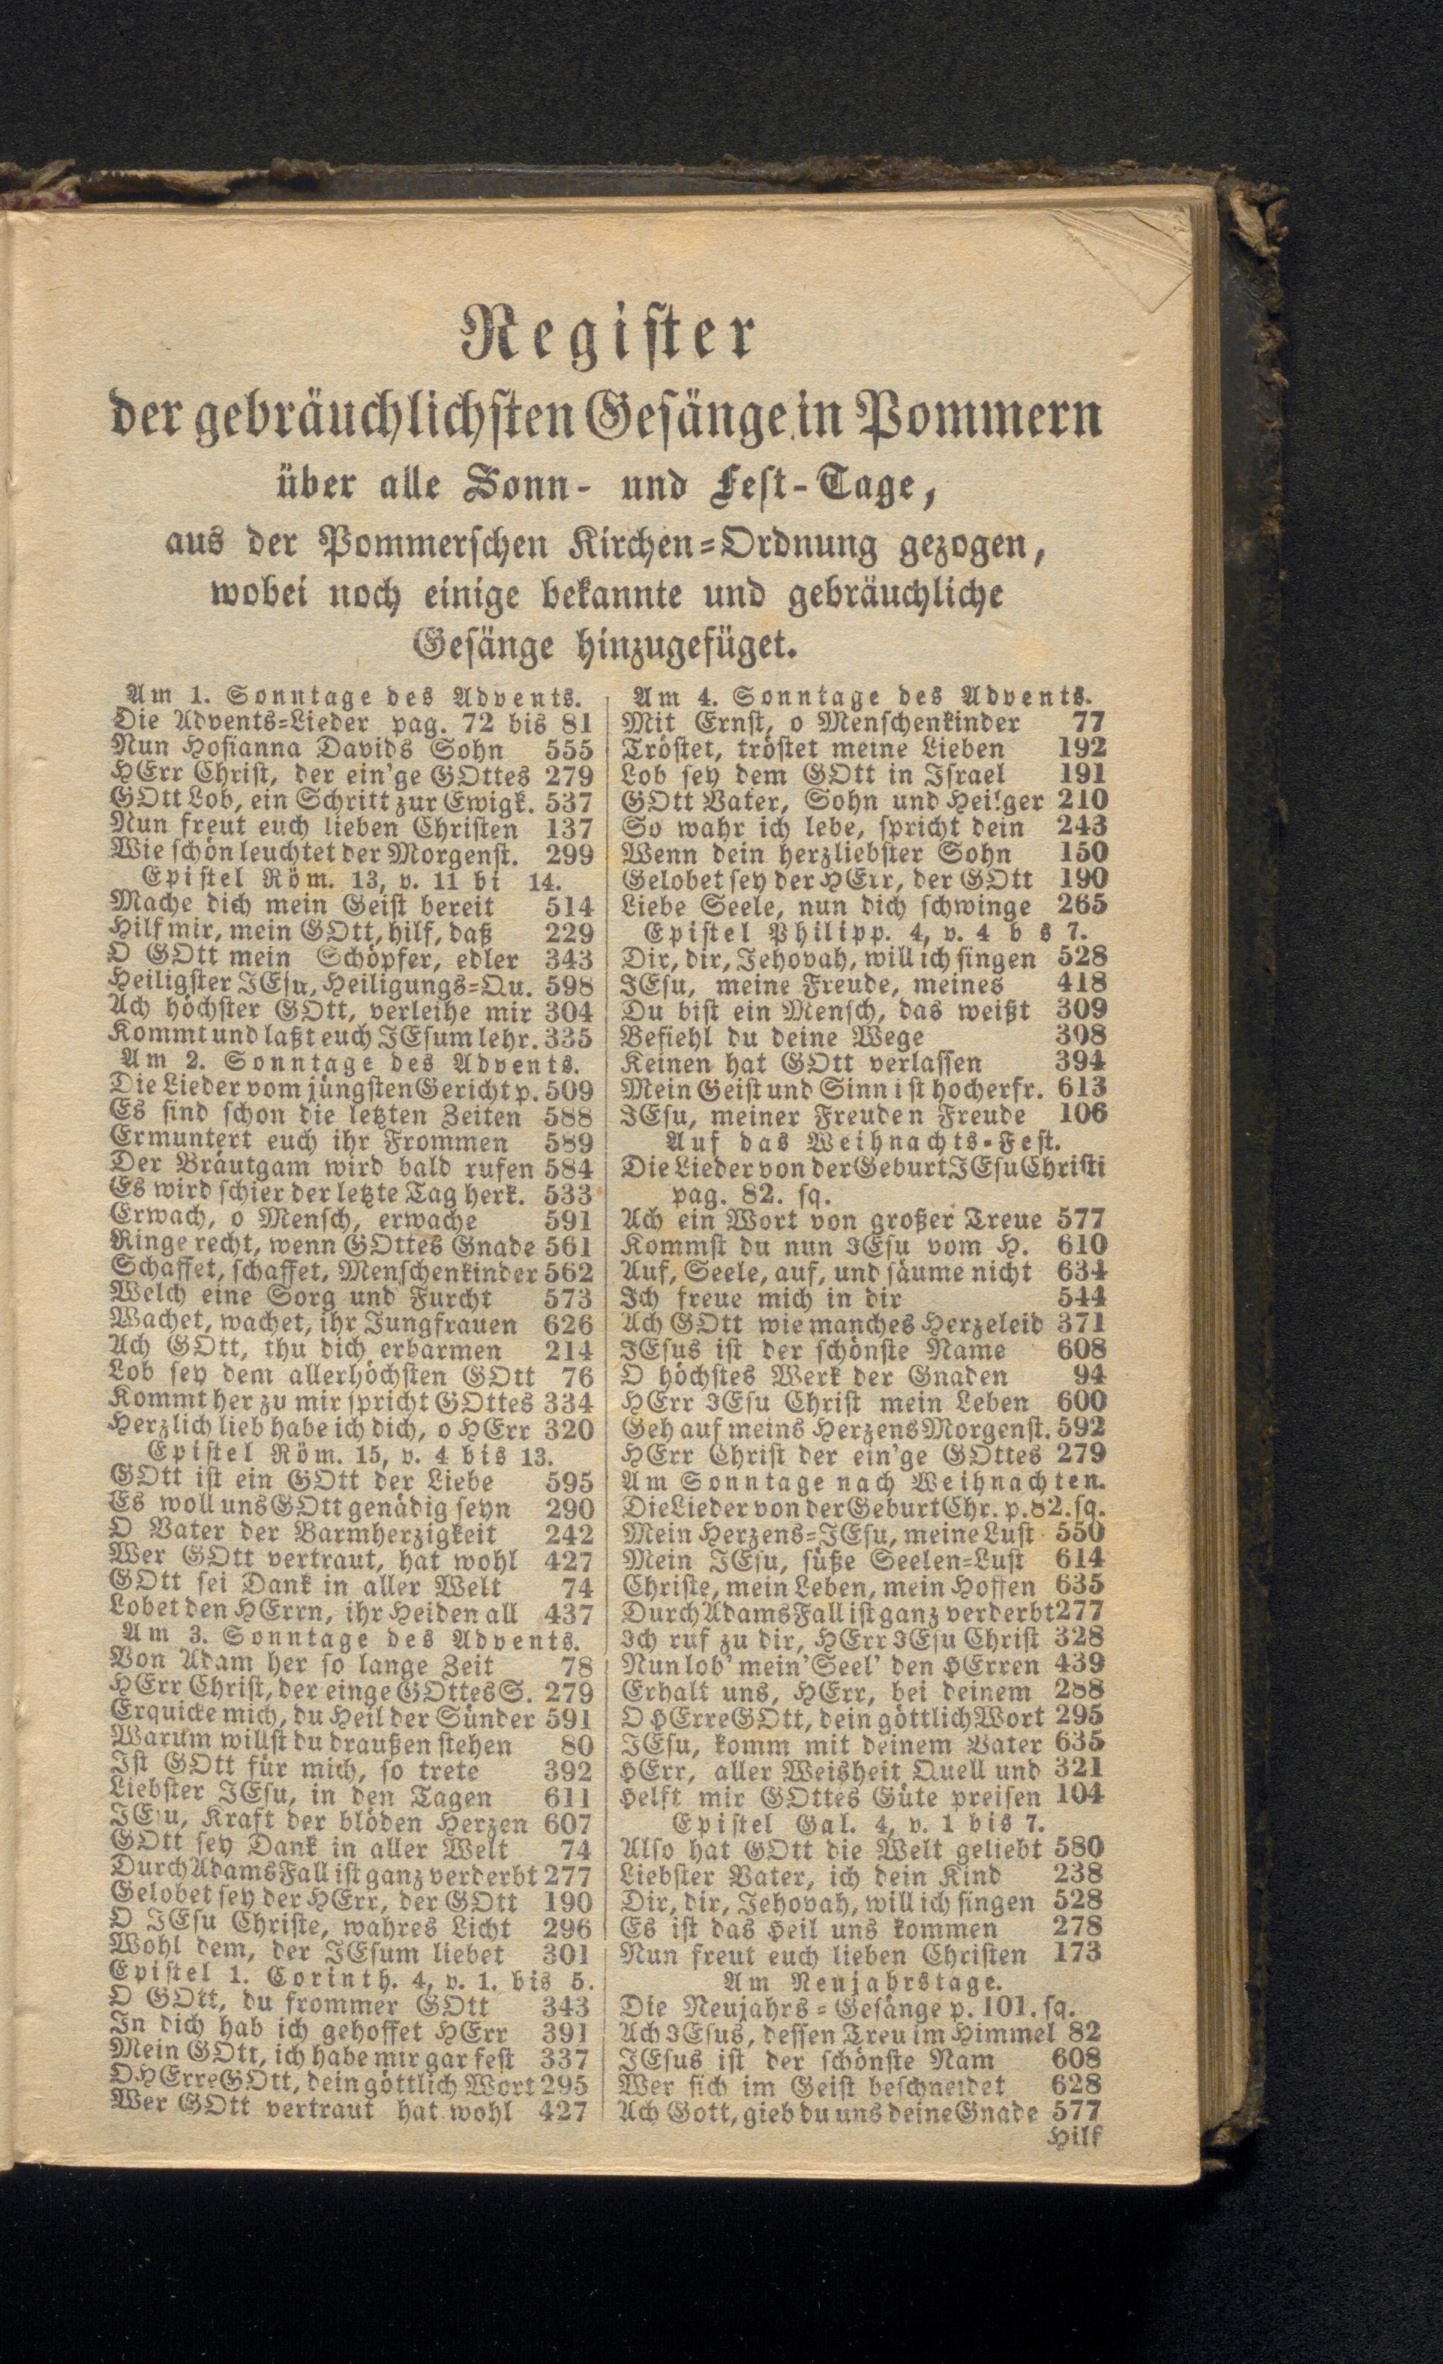 Register
der gebräuchlichsten Gesänge in Pommern
über alle Sonn- und Fest-Tage,
aus der Pommerschen Kirchen-Ordnung gezogen,
wobei noch einige bekannte und gebräuchliche
Gesänge hinzugefüget.
Am 1. Sonntage des Advents.
Die Advents-Lieder pag. 72 bis 81
Nun Hosianna Davids Sohn 555
HErr Christ, der ein'ge GOttes 279
GOtt Lob, ein Schritt zur Ewigk. 537
Nun freut euch lieben Christen 137
Wie schön leuchtet der Morgenst. 299
Epistel Röm. 13, v. 11 bi 14.
Mache dich mein Geist bereit 514
Hilf mir, mein GOtt, hilf, daß 229
O GOtt mein Schöpfer, edler 343
Heiligster JEsu, Heiligungs-Qu. 598
Ach höchster GOtt, verleihe mir 304
Kommt und laßt euch JEsum lehr. 335
Am 2. Sonntage des Advents.
Die Lieder vom jüngsten Gericht p. 509
Es sind schon die letzten Zeiten 588
Ermuntert euch ihr Frommen 589
Der Bräutgam wird bald rufen 584
Es wird schier der letzte Tag herk. 533
Erwach, o Mensch, erwache 591
Ringe recht, wenn GOttes Gnade 561
Schaffet, schaffet, Menschenkinder 562
Welch eine Sorg und Furcht 573
Wachet, wachet, ihr Jungfrauen 626
Ach GOtt, thu dich erbarmen 214
Lob sey dem allerhöchsten GOtt 76
Kommt her zu mir spricht GOttes 334
Herzlich lieb habe ich dich, o HErr 320
Epistel Röm. 15, v. 4 bis 13.
GOtt ist ein GOtt der Liebe 595
Es woll uns GOtt genädig seyn 290
O Vater der Barmherzigkeit 242
Wer GOtt vertraut, hat wohl 427
GOtt sei Dank in aller Welt 74
Lobet den HErrn, ihr Heiden all 437
Am 3. Sonntage des Advents.
Von Adam her so lange Zeit 78
HErr Christ, der einge GOttes S. 279
Erquicke mich, du Heil der Sünder 591
Warum willst du draußen stehen 80
Ist GOtt für mich, so trete 392
Liebster JEsu, in den Tagen 611
JEsu, Kraft der blöden Herzen 607
GOtt sey Dank in aller Welt 74
Durch Adams Fall ist ganz verderbt 277
Gelobet sey der HErr, der GOtt 190
O JEsu Christe, wahres Licht 296
Wohl dem, der JEsum liebet 301
Epistel 1. Corinth. 4, v. 1. bis 5.
O GOtt, du frommer GOtt 343
In dich hab ich gehoffet HErr 391
Mein GOtt, ich habe mir gar fest 337
O HErre GOtt, dein göttlich Wort 295
Wer GOtt vertraut hat wohl 427
Am 4. Sonntage des Advents.
Mit Ernst, o Menschenkinder 77
Tröstet, tröstet meine Lieben 192
Lob sey dem GOtt in Israel 191
GOtt Vater, Sohn und Heilger 210
So wahr ich lebe, spricht dein 243
Wenn dein herzliebster Sohn 150
Gelobet sey der HErr, der GOtt 190
Liebe Seele, nun dich schwinge 265
Epistel Philipp. 4, v. 4 b s 7.
Dir, dir, Jehovah, will ich singen 528
JEsu, meine Freude, meines 418
Du bist ein Mensch, das weißt 309
Befiehl du deine Wege 308
Keinen hat GOtt verlassen 394
Mein Geist und Sinn ist hocherfr. 613
JEsu, meiner Freuden Freude 106
Auf das Weihnachts-Fest.
Die Lieder von der Geburt JEsu Christi
pag. 82. sq.
Ach ein Wort von großer Treue 577
Kommst du nun JEsu vom H. 610
Auf, Seele, auf, und säume nicht 634
Ich freue mich in dir 544
Ach GOtt wie manches Herzeleid 371
JEsus ist der schönste Name 608
O höchstes Werk der Gnaden 94
HErr JEsu Christ mein Leben 600
Geh auf meins Herzens Morgenst. 592
HErr Christ der ein'ge GOttes 279
Am Sonntage nach Weihnachten.
Die Lieder von der Geburt Chr. p. 82. sq.
Mein Herzens-JEsu, meine Lust 550
Mein JEsu, süße Seelen-Lust 614
Christe, mein Leben, mein Hoffen 635
Durch Adams Fall ist ganz verderbt 277
Ich ruf zu dir, HErr JEsu Christ 328
Nun lob' mein' Seel' den HErren 439
Erhalt uns, HErr, bei deinem 288
O HErre GOtt, dein göttlich Wort 295
JEsu, komm mit deinem Vater 635
HErr, aller Weisheit Quell und 321
Helft mir GOttes Güte preisen 104
Epistel Gal. 4, v. 1 bis 7.
Also hat GOtt die Welt geliebt 580
Liebster Vater, ich dein Kind 238
Dir, dir, Jehovah, will ich singen 528
Es ist das Heil uns kommen 278
Nun freut euch lieben Christen 173
Am Neujahrstage.
Die Neujahrs-Gesänge p. 101. sq.
Ach JEsus, dessen Treu im Himmel 82
JEsus ist der schönste Nam 608
Wer sich im Geist beschneidet 628
Ach Gott, gieb du uns deine Gnade 577
Hilf